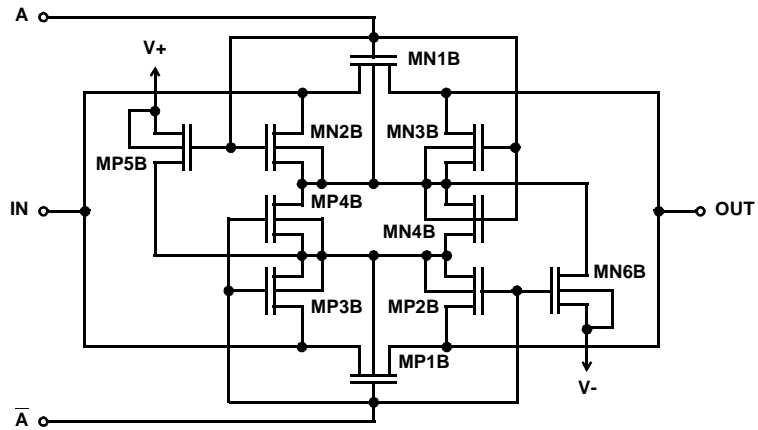 A
V+
MN1B
MN2B
MN3B
MP5B
MP4B
IN
OUT
MN4B
MN6B
MP3B
MP2B
MP1B
V-
A̅